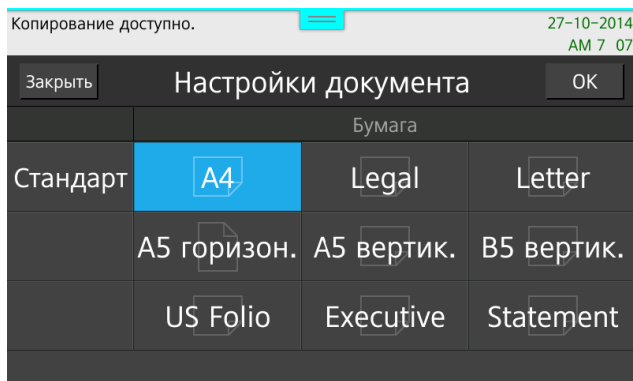 Копирование доступно.
27-10-2014
AM 7 07
Закрыть Настройки документа OK
Бумага
Стандарт A4 Legal Letter
A5 горизон. A5 вертик. B5 вертик.
US Folio Executive Statement